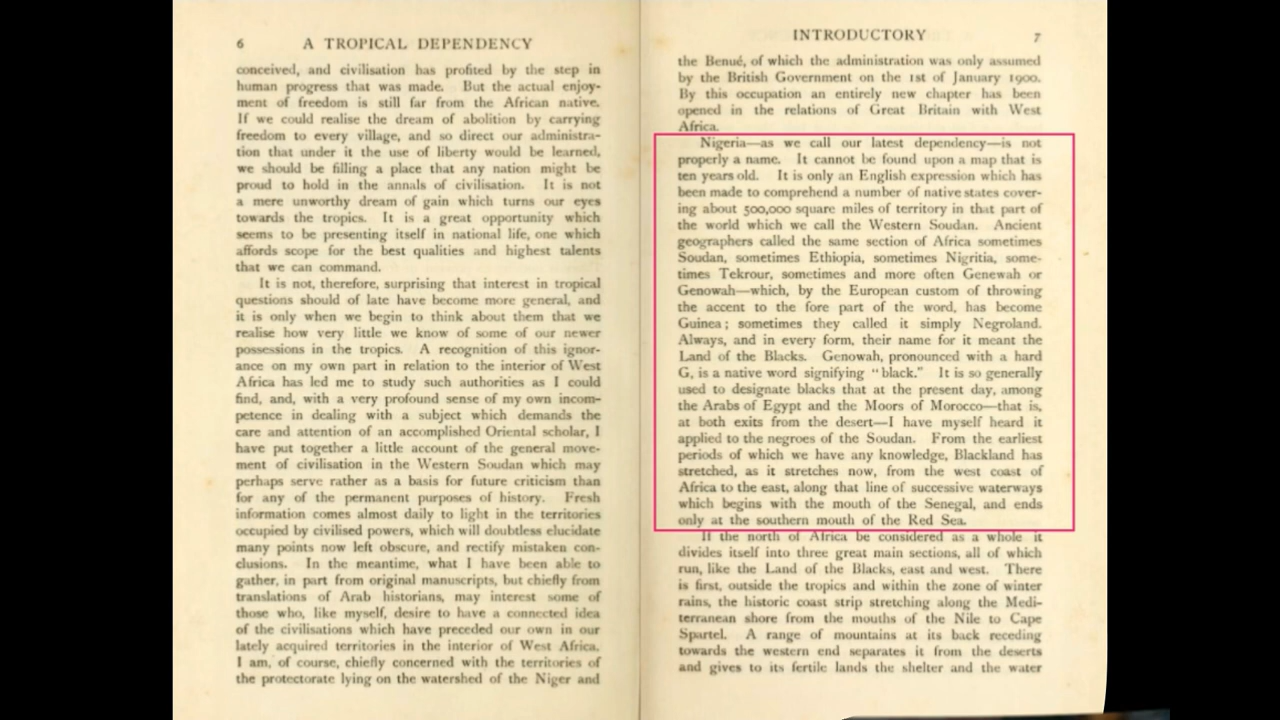 6 A TROPICAL DEPENDENCY
conceived, and civilisation has profited by the step in
human progress that was made. But the actual enjoy-
ment of freedom is still far from the African native.
If we could realise the dream of abolition by carrying
freedom to every village, and so direct our administra-
tion that under it the use of liberty would be learned,
we should be filling a place that any nation might be
proud to hold in the annals of civilisation. It is not
a mere unworthy dream of gain which turns our eyes
towards the tropics. It is a great opportunity which
seems to be presenting itself in national life, one which
affords scope for the best qualities and highest talents
that we can command.
It is not, therefore, surprising that interest in tropical
questions should of late have become more general, and
it is only when we begin to think about them that we
realise how very little we know of some of our newer
possessions in the tropics. A recognition of this ignor-
ance on my own part in relation to the interior of West
Africa has led me to study such authorities as I could
find, and, with a very profound sense of my own incom-
petence in dealing with a subject which demands the
care and attention of an accomplished Oriental scholar, I
have put together a little account of the general move-
ment of civilisation in the Western Soudan which may
perhaps serve rather as a basis for future criticism than
for any of the permanent purposes of history. Fresh
information comes almost daily to light in the territories
occupied by civilised powers, which will doubtless elucidate
many points now left obscure, and rectify mistaken con-
clusions. In the meantime, what I have been able to
gather, in part from original manuscripts, but chiefly from
translations of Arab historians, may interest some of
those who, like myself, desire to have a connected idea
of the civilisations which have preceded our own in our
lately acquired territories in the interior of West Africa.
I am, of course, chiefly concerned with the territories of
the protectorate lying on the watershed of the Niger and
INTRODUCTORY 7
the Benué, of which the administration was only assumed
by the British Government on the 1st of January 1900.
By this occupation an entirely new chapter has been
opened in the relations of Great Britain with West
Africa.
Nigeria—as we call our latest dependency—is not
properly a name. It cannot be found upon a map that is
ten years old. It is only an English expression which has
been made to comprehend a number of native states cover-
ing about 500,000 square miles of territory in that part of
the world which we call the Western Soudan. Ancient
geographers called the same section of Africa sometimes
Soudan, sometimes Ethiopia, sometimes Nigritia, some-
times Tekrour, sometimes and more often Genewah or
Genowah—which, by the European custom of throwing
the accent to the fore part of the word, has become
Guinea; sometimes they called it simply Negroland.
Always, and in every form, their name for it meant the
Land of the Blacks. Genowah, pronounced with a hard
G, is a native word signifying "black." It is so generally
used to designate blacks that at the present day, among
the Arabs of Egypt and the Moors of Morocco—that is,
at both exits from the desert—I have myself heard it
applied to the negroes of the Soudan. From the earliest
periods of which we have any knowledge, Blackland has
stretched, as it stretches now, from the west coast of
Africa to the east, along that line of successive waterways
which begins with the mouth of the Senegal, and ends
only at the southern mouth of the Red Sea.
If the north of Africa be considered as a whole it
divides itself into three great main sections, all of which
run, like the Land of the Blacks, east and west. There
is first, outside the tropics and within the zone of winter
rains, the historic coast strip stretching along the Medi-
terranean shore from the mouths of the Nile to Cape
Spartel. A range of mountains at its back receding
towards the western end separates it from the deserts
and gives to its fertile lands the shelter and the water